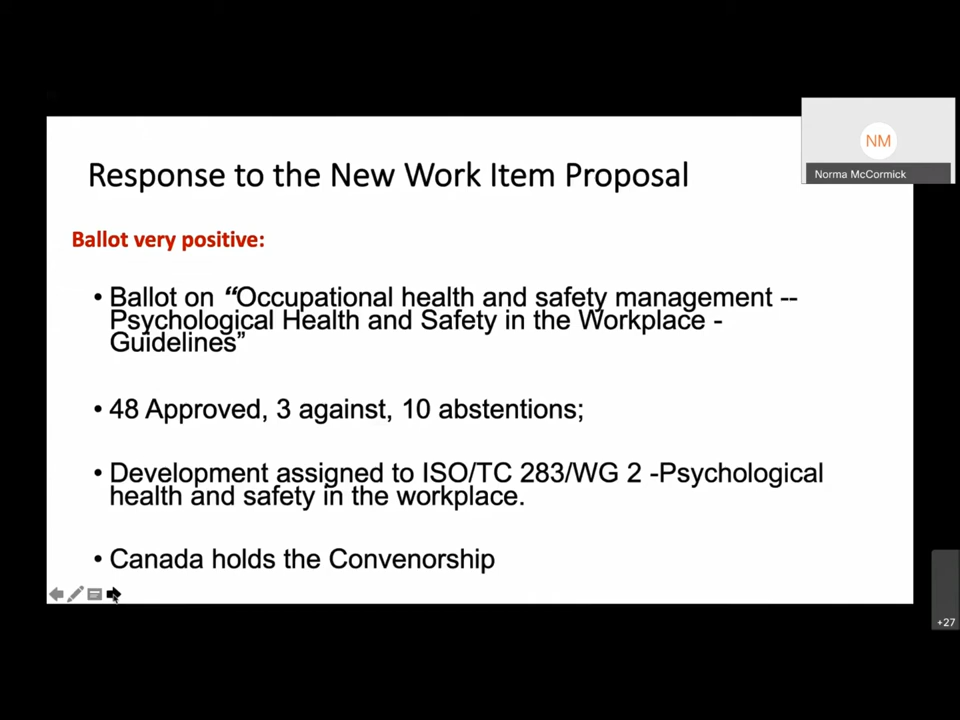 Response to the New Work Item Proposal
NM
Norma McCormick
Ballot very positive:
• Ballot on “Occupational health and safety management --
Psychological Health and Safety in the Workplace -
Guidelines”
• 48 Approved, 3 against, 10 abstentions;
• Development assigned to ISO/TC 283/WG 2 -Psychological
health and safety in the workplace.
• Canada holds the Convenorship
+27